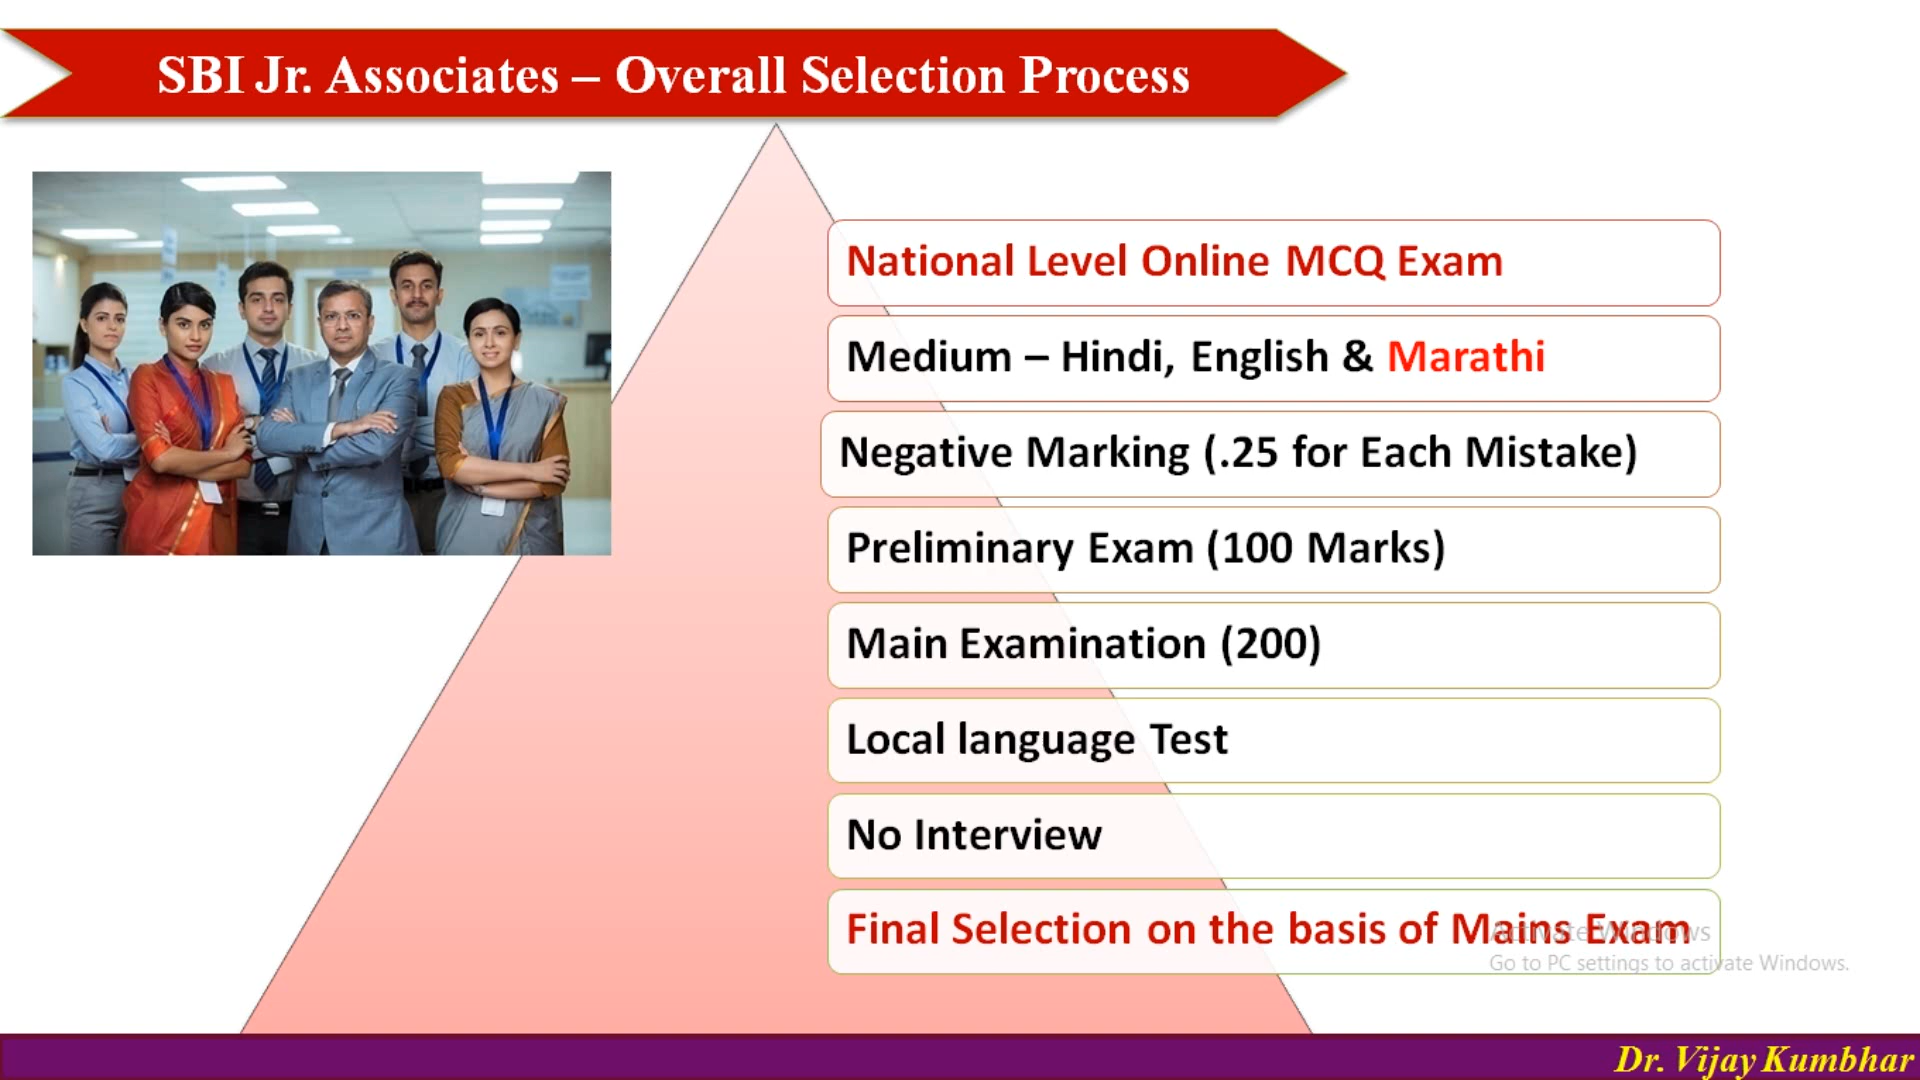 SBI Jr. Associates – Overall Selection Process
National Level Online MCQ Exam
Medium – Hindi, English & Marathi
Negative Marking (.25 for Each Mistake)
Preliminary Exam (100 Marks)
Main Examination (200)
Local language Test
No Interview
Final Selection on the basis of Mains Exam
Activate Windows
Go to PC settings to activate Windows.
Dr. Vijay Kumbhar